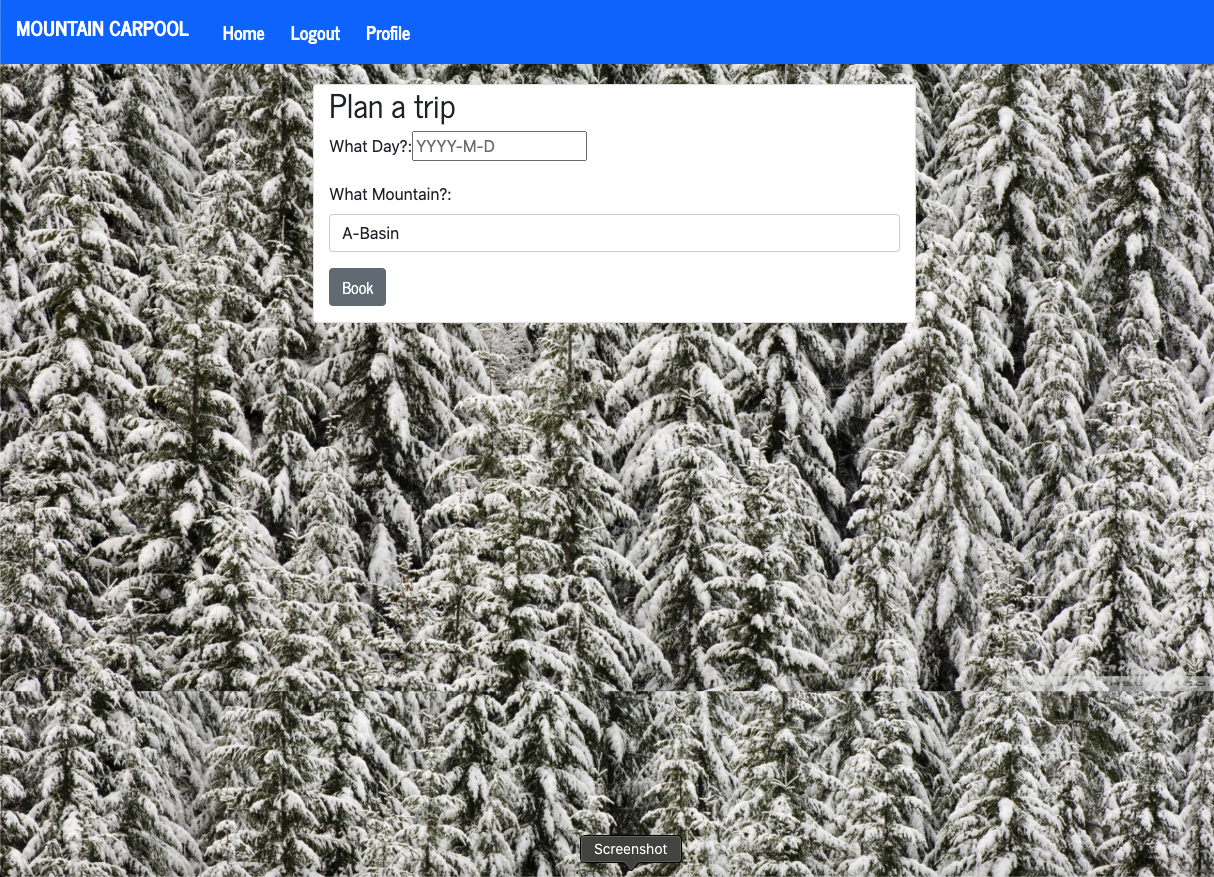 MOUNTAIN CARPOOL Home Logout Profile
Plan a trip
What Day?: YYYY-M-D
What Mountain?:
A-Basin
Book
Screenshot